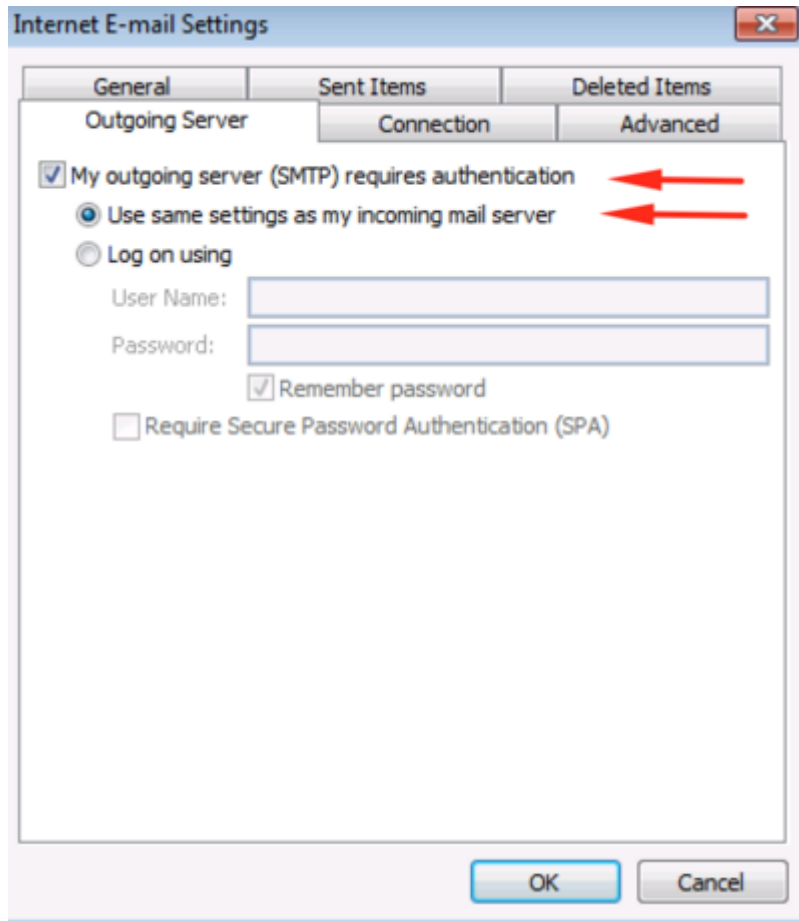 Internet E-mail Settings
General Sent Items Deleted Items
Outgoing Server Connection Advanced
My outgoing server (SMTP) requires authentication
Use same settings as my incoming mail server
Log on using
User Name:
Password:
Remember password
Require Secure Password Authentication (SPA)
OK Cancel